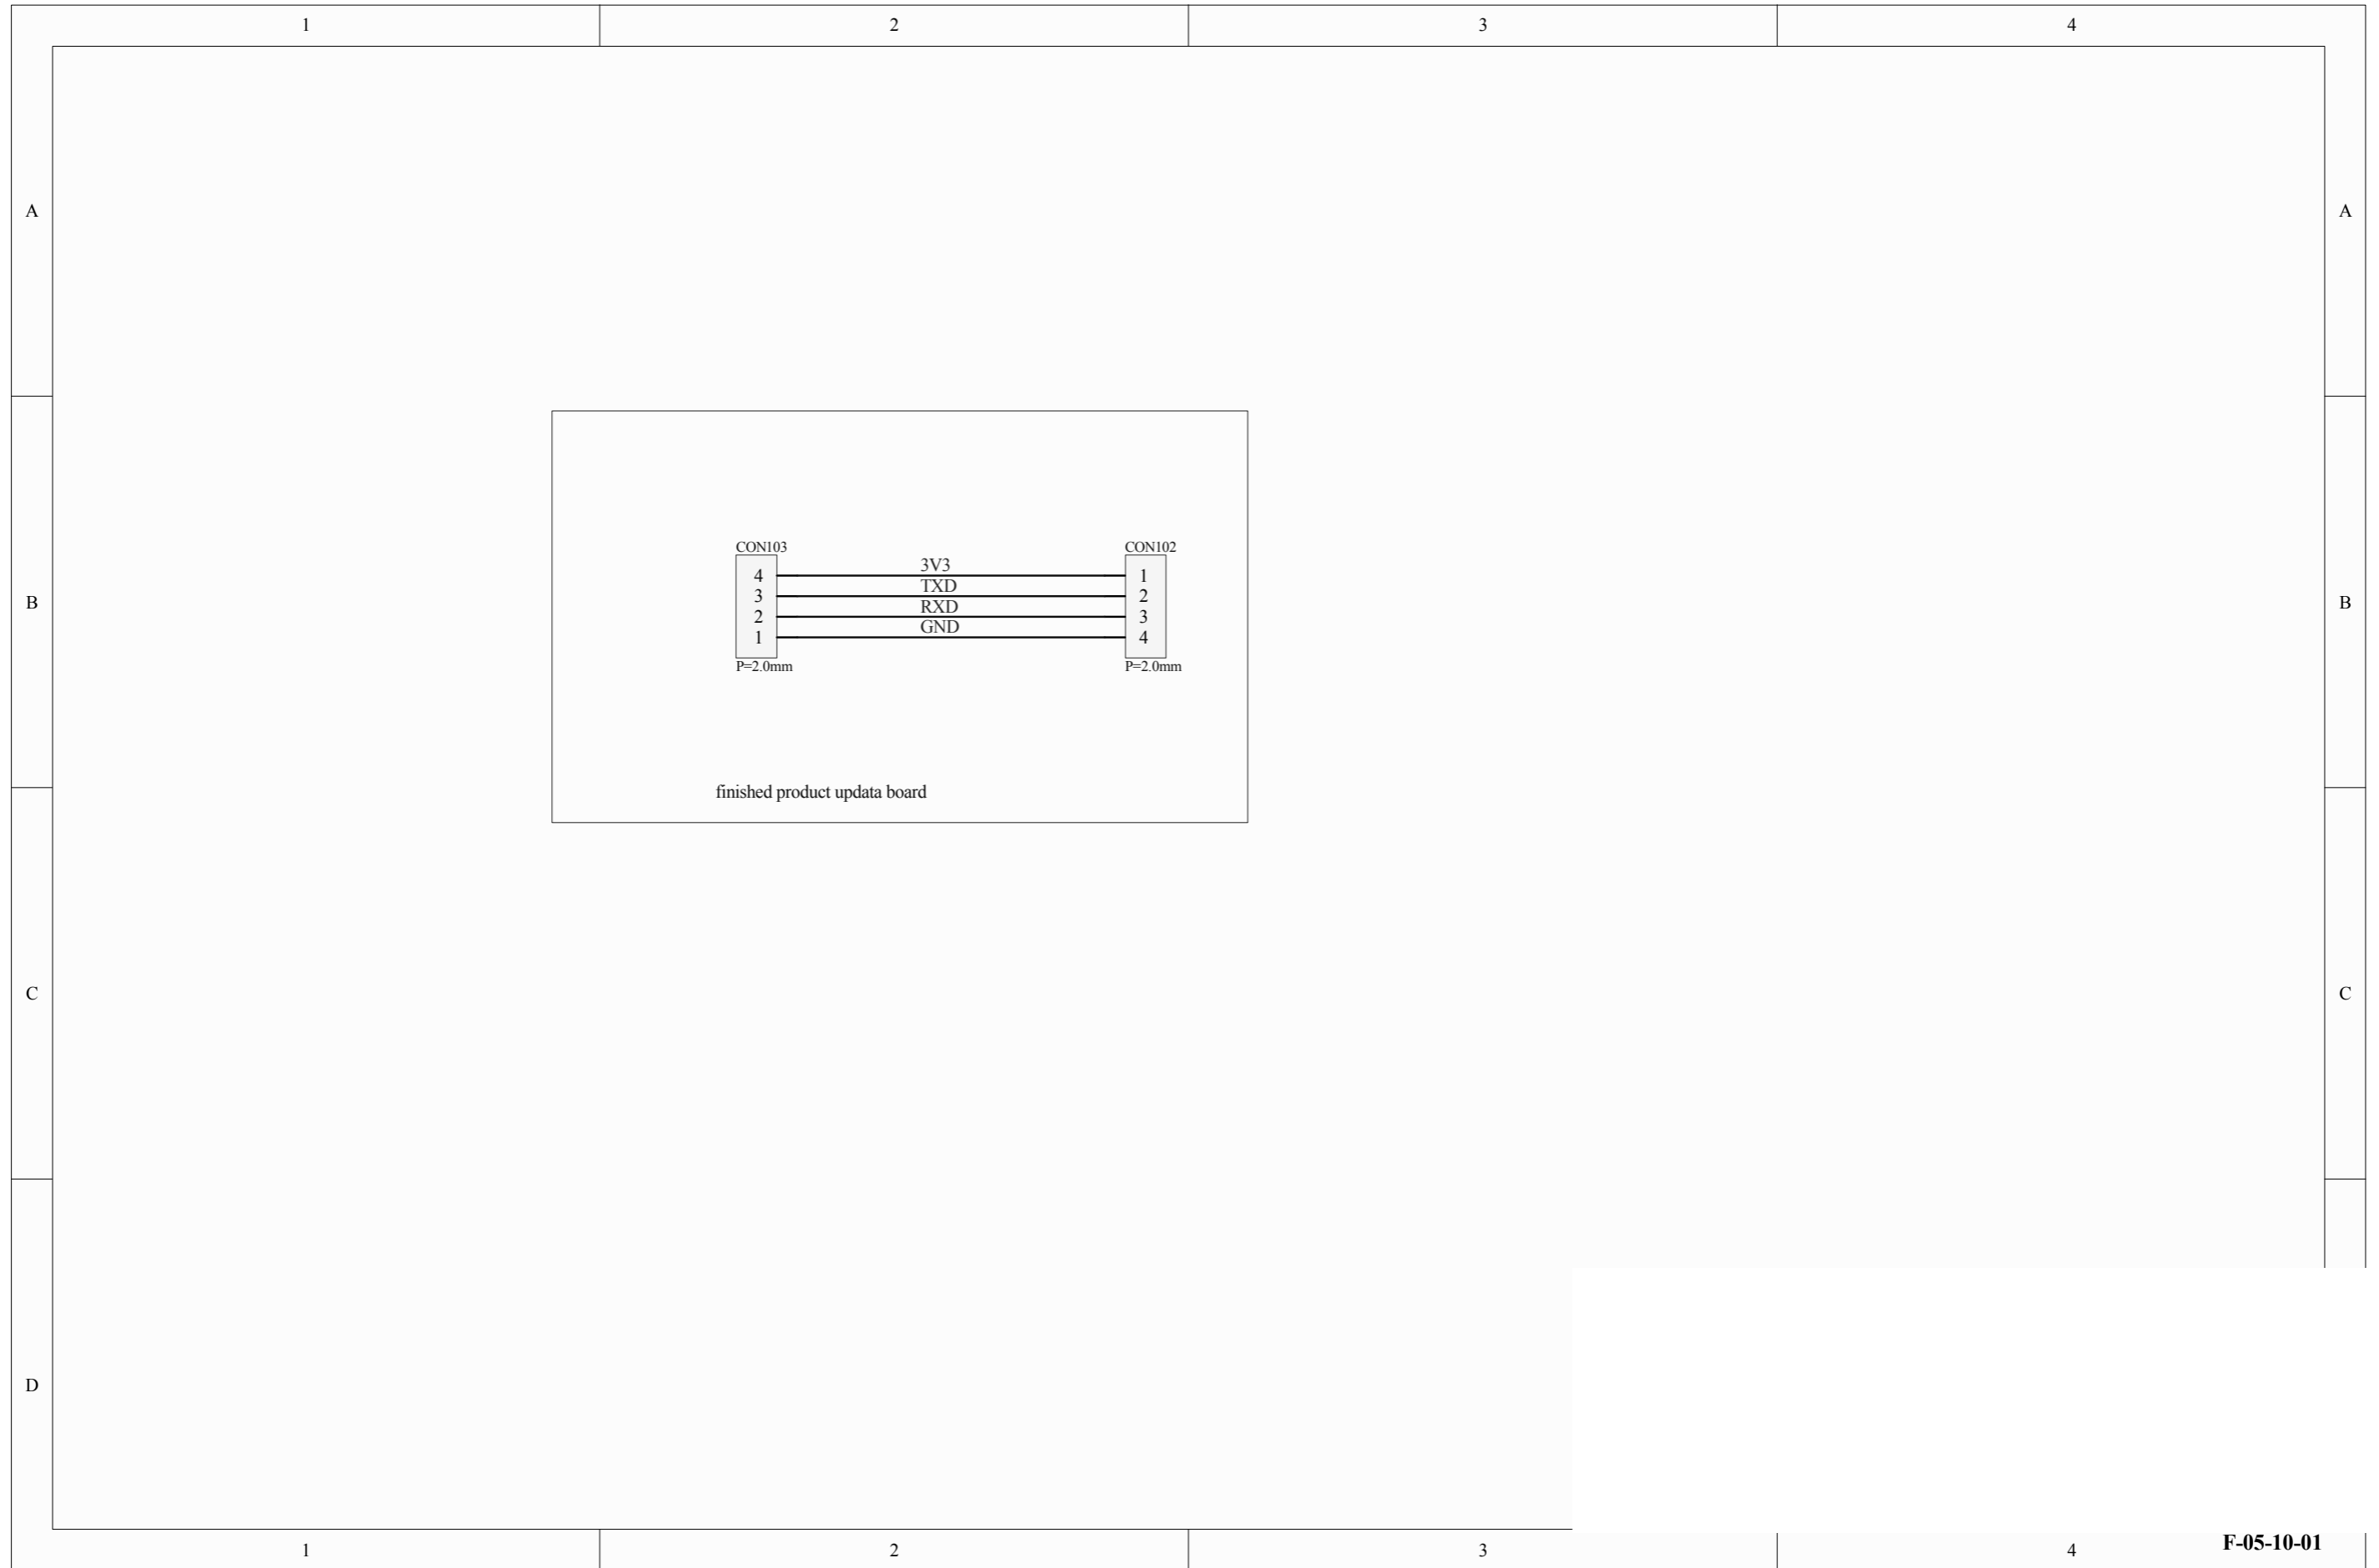 1 2 3 4
A A
CON103 CON102
4 3V3 1
3 TXD 2
2 RXD 3
1 GND 4
B B
P=2.0mm P=2.0mm
finished product updata board
C C
D
1 2 3 4 F-05-10-01